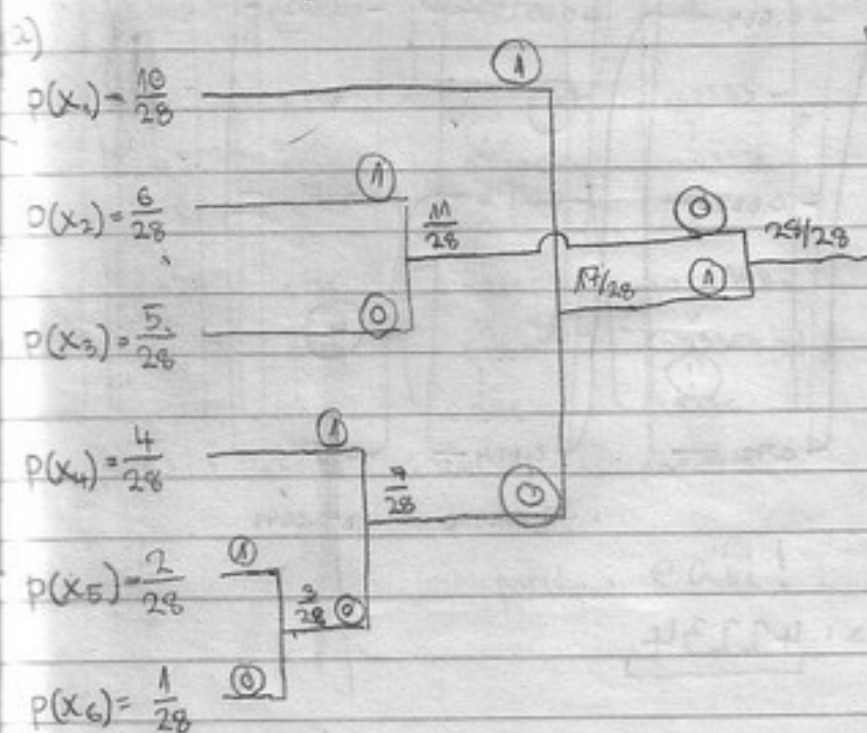 a)
p(x₁) = 10/28
1
p(x₂) = 6/28
1
11/28
0
28/28
p(x₃) = 5/28
0
17/28
1
p(x₄) = 4/28
1
7/28
0
p(x₅) = 2/28
1
3/28
0
p(x₆) = 1/28
0